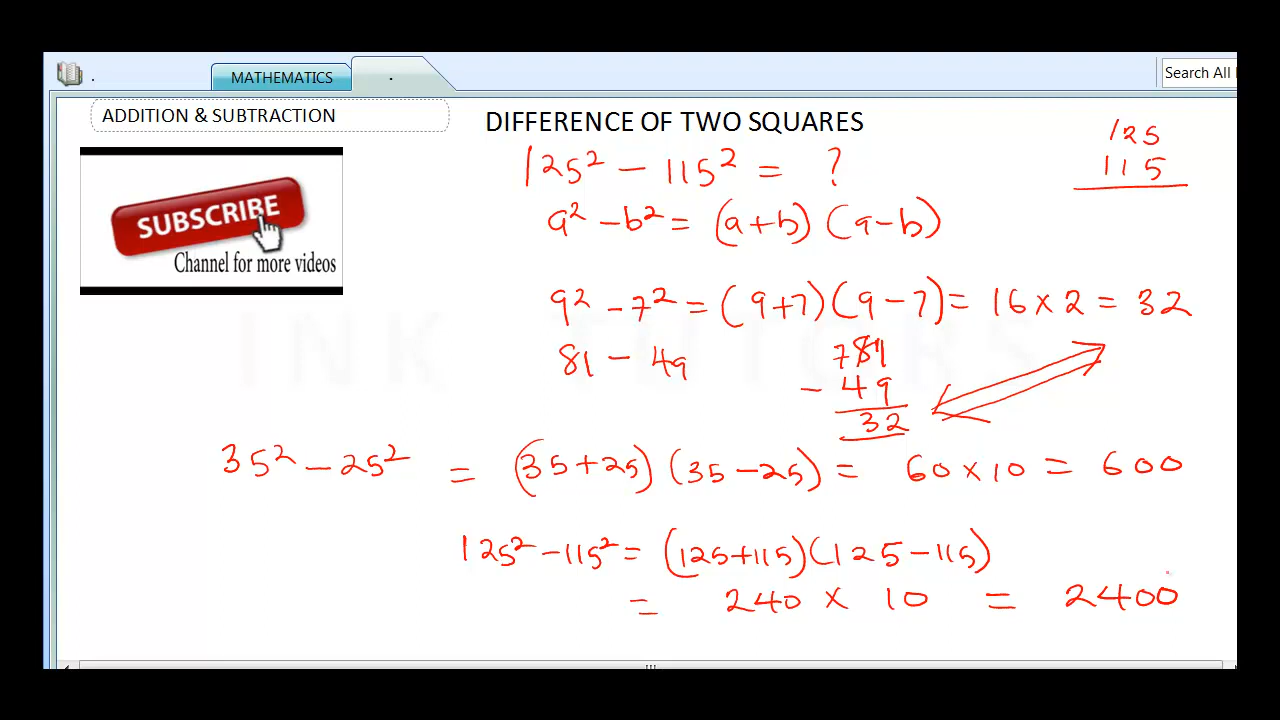 MATHEMATICS
.
.
Search All
ADDITION & SUBTRACTION
DIFFERENCE OF TWO SQUARES
SUBSCRIBE
Channel for more videos
125
115
125² - 115² = ?
a² - b² = (a+b) (a-b)
9² - 7² = (9+7)(9-7) = 16 × 2 = 32
81 - 49
781
- 49
32
INK TUTORS
35² - 25² = (35+25) (35-25) = 60 × 10 = 600
125² - 115² = (125+115)(125-115)
= 240 × 10 = 2400